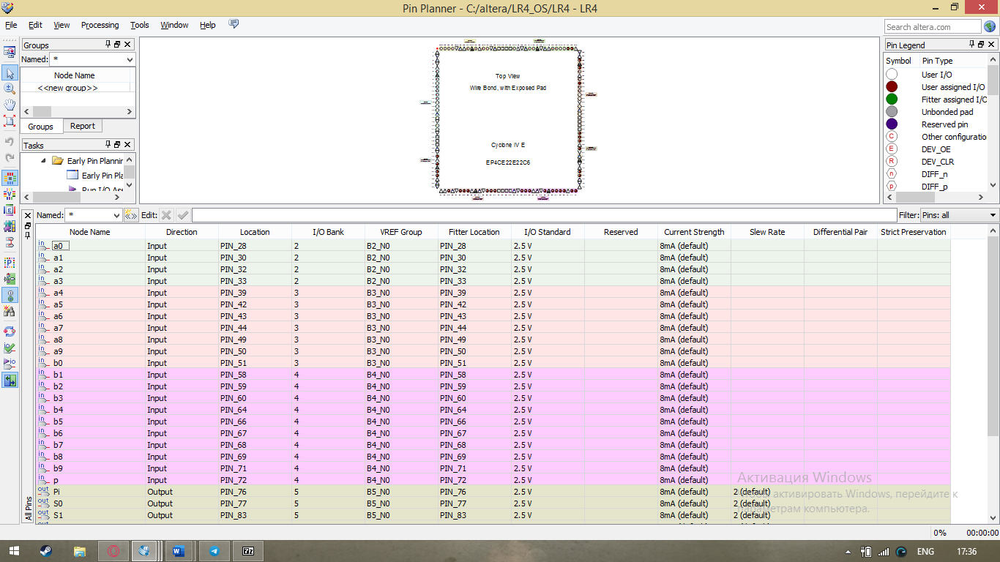 Pin Planner - C:/altera/LR4_OS/LR4 - LR4
File Edit View Processing Tools Window Help
Search altera.com
Groups
Named: *
Node Name
<<new group>>
Groups Report
Tasks
Early Pin Plannin
Early Pin Pla
Run I/O Ass
Top View
Wire Bond, with Exposed Pad
Cyclone IV E
EP4CE22E22C6
Pin Legend
Symbol Pin Type
User I/O
User assigned I/O
Fitter assigned I/O
Unbonded pad
Reserved pin
C Other configuratio
E DEV_OE
R DEV_CLR
n DIFF_n
p DIFF_p
Named: * Edit: Filter: Pins: all
Node Name Direction Location I/O Bank VREF Group Fitter Location I/O Standard Reserved Current Strength Slew Rate Differential Pair Strict Preservation
in a0 Input PIN_28 2 B2_N0 PIN_28 2.5 V 8mA (default)
in a1 Input PIN_30 2 B2_N0 PIN_30 2.5 V 8mA (default)
in a2 Input PIN_32 2 B2_N0 PIN_32 2.5 V 8mA (default)
in a3 Input PIN_33 2 B2_N0 PIN_33 2.5 V 8mA (default)
in a4 Input PIN_39 3 B3_N0 PIN_39 2.5 V 8mA (default)
in a5 Input PIN_42 3 B3_N0 PIN_42 2.5 V 8mA (default)
in a6 Input PIN_43 3 B3_N0 PIN_43 2.5 V 8mA (default)
in a7 Input PIN_44 3 B3_N0 PIN_44 2.5 V 8mA (default)
in a8 Input PIN_49 3 B3_N0 PIN_49 2.5 V 8mA (default)
in a9 Input PIN_50 3 B3_N0 PIN_50 2.5 V 8mA (default)
in b0 Input PIN_51 3 B3_N0 PIN_51 2.5 V 8mA (default)
in b1 Input PIN_58 4 B4_N0 PIN_58 2.5 V 8mA (default)
in b2 Input PIN_59 4 B4_N0 PIN_59 2.5 V 8mA (default)
in b3 Input PIN_60 4 B4_N0 PIN_60 2.5 V 8mA (default)
in b4 Input PIN_64 4 B4_N0 PIN_64 2.5 V 8mA (default)
in b5 Input PIN_66 4 B4_N0 PIN_66 2.5 V 8mA (default)
in b6 Input PIN_67 4 B4_N0 PIN_67 2.5 V 8mA (default)
in b7 Input PIN_68 4 B4_N0 PIN_68 2.5 V 8mA (default)
in b8 Input PIN_69 4 B4_N0 PIN_69 2.5 V 8mA (default)
in b9 Input PIN_71 4 B4_N0 PIN_71 2.5 V 8mA (default)
in p Input PIN_72 4 B4_N0 PIN_72 2.5 V 8mA (default)
out Pi Output PIN_76 5 B5_N0 PIN_76 2.5 V 8mA (default) 2 (default)
out S0 Output PIN_77 5 B5_N0 PIN_77 2.5 V 8mA (default) 2 (default)
out S1 Output PIN_83 5 B5_N0 PIN_83 2.5 V 8mA (default) 2 (default)
All Pins
Активация Windows
активировать Windows, перейдите к
параметрам компьютера.
0% 00:00:00
ENG 17:36